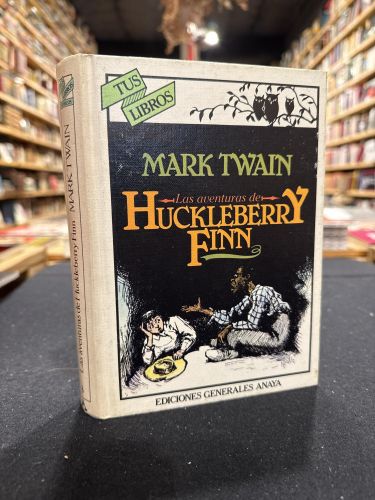 TUS
LIBROS
MARK TWAIN
Las aventuras de
HUCKLEBERRY
FINN
EDICIONES GENERALES ANAYA
Las aventuras de Huckleberry Finn MARK TWAIN